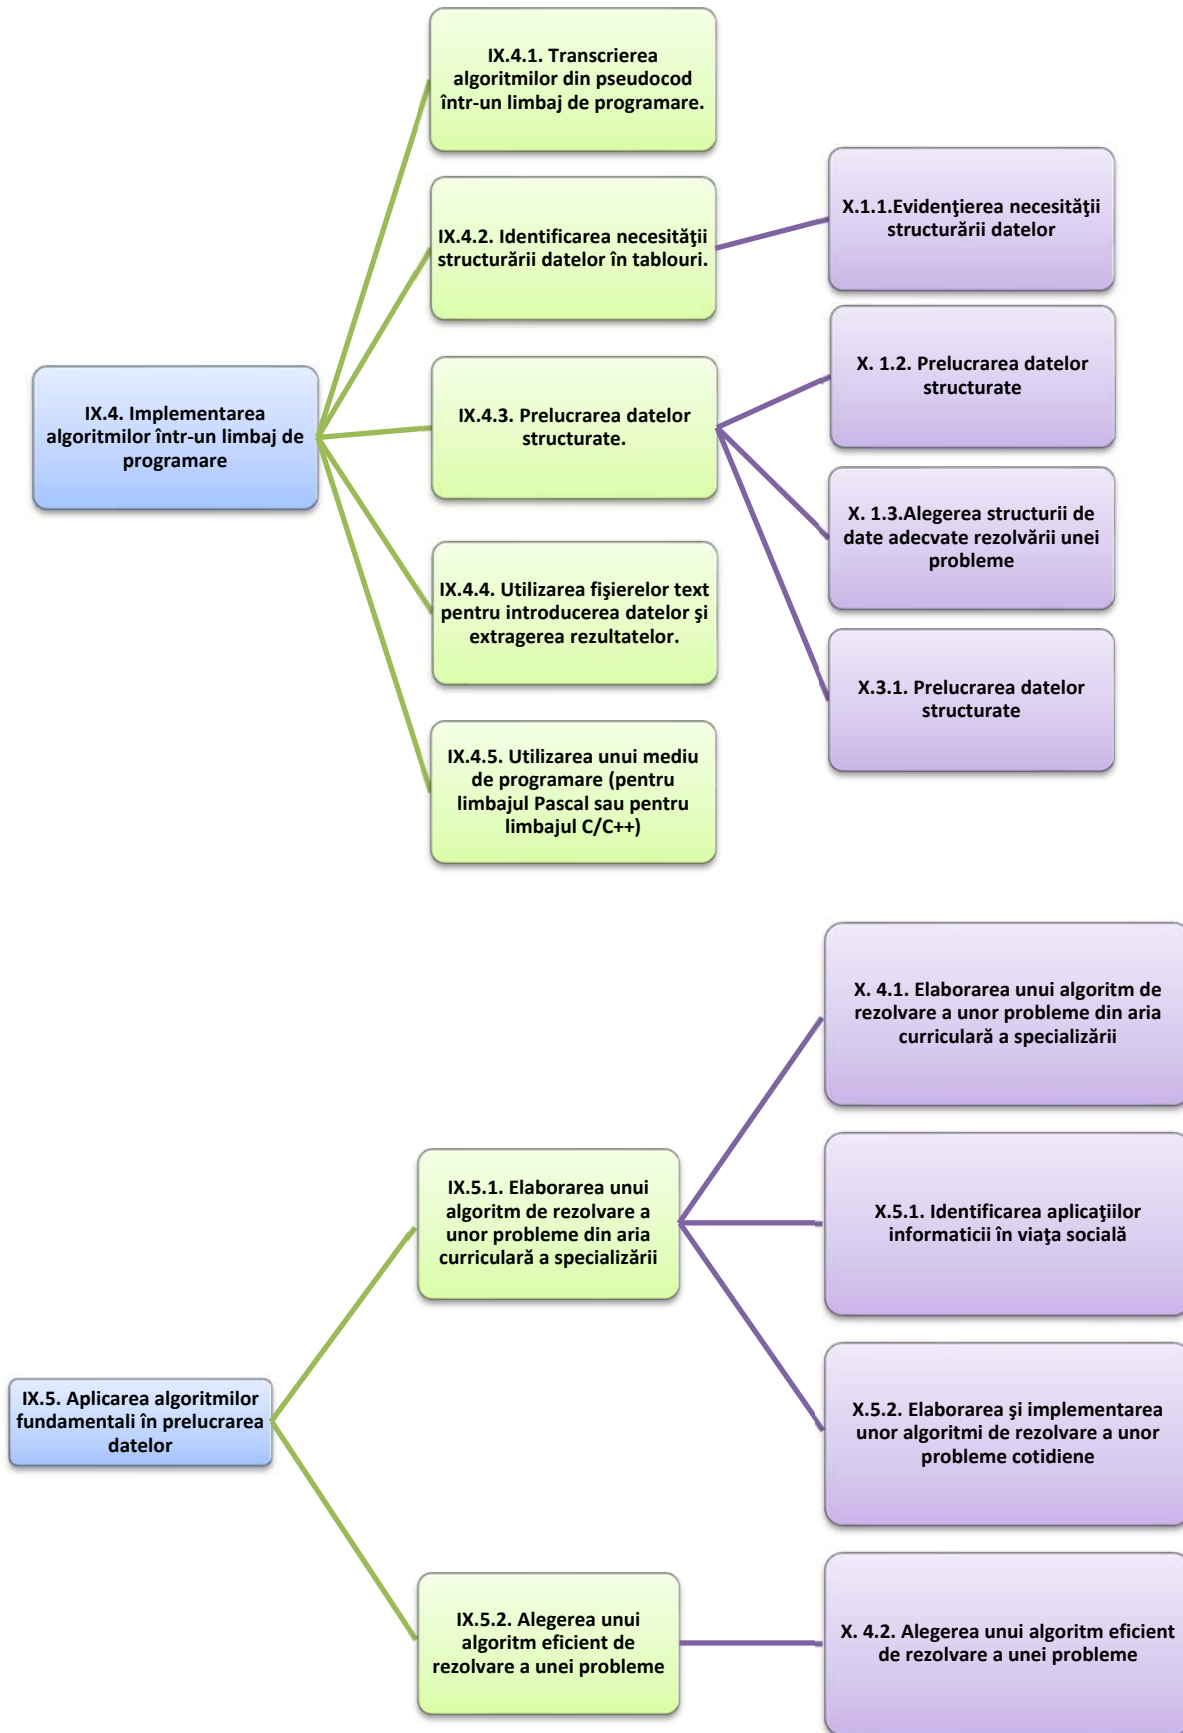 IX.4. Implementarea
algoritmilor într-un limbaj de
programare
IX.4.1. Transcrierea
algoritmilor din pseudocod
într-un limbaj de programare.
IX.4.2. Identificarea necesităţii
structurării datelor în tablouri.
X.1.1.Evidenţierea necesităţii
structurării datelor
IX.4.3. Prelucrarea datelor
structurate.
X. 1.2. Prelucrarea datelor
structurate
X. 1.3.Alegerea structurii de
date adecvate rezolvării unei
probleme
X.3.1. Prelucrarea datelor
structurate
IX.4.4. Utilizarea fişierelor text
pentru introducerea datelor şi
extragerea rezultatelor.
IX.4.5. Utilizarea unui mediu
de programare (pentru
limbajul Pascal sau pentru
limbajul C/C++)
IX.5. Aplicarea algoritmilor
fundamentali în prelucrarea
datelor
IX.5.1. Elaborarea unui
algoritm de rezolvare a
unor probleme din aria
curriculară a specializării
X. 4.1. Elaborarea unui algoritm de
rezolvare a unor probleme din aria
curriculară a specializării
X.5.1. Identificarea aplicaţiilor
informaticii în viaţa socială
X.5.2. Elaborarea şi implementarea
unor algoritmi de rezolvare a unor
probleme cotidiene
IX.5.2. Alegerea unui
algoritm eficient de
rezolvare a unei probleme
X. 4.2. Alegerea unui algoritm eficient
de rezolvare a unei probleme